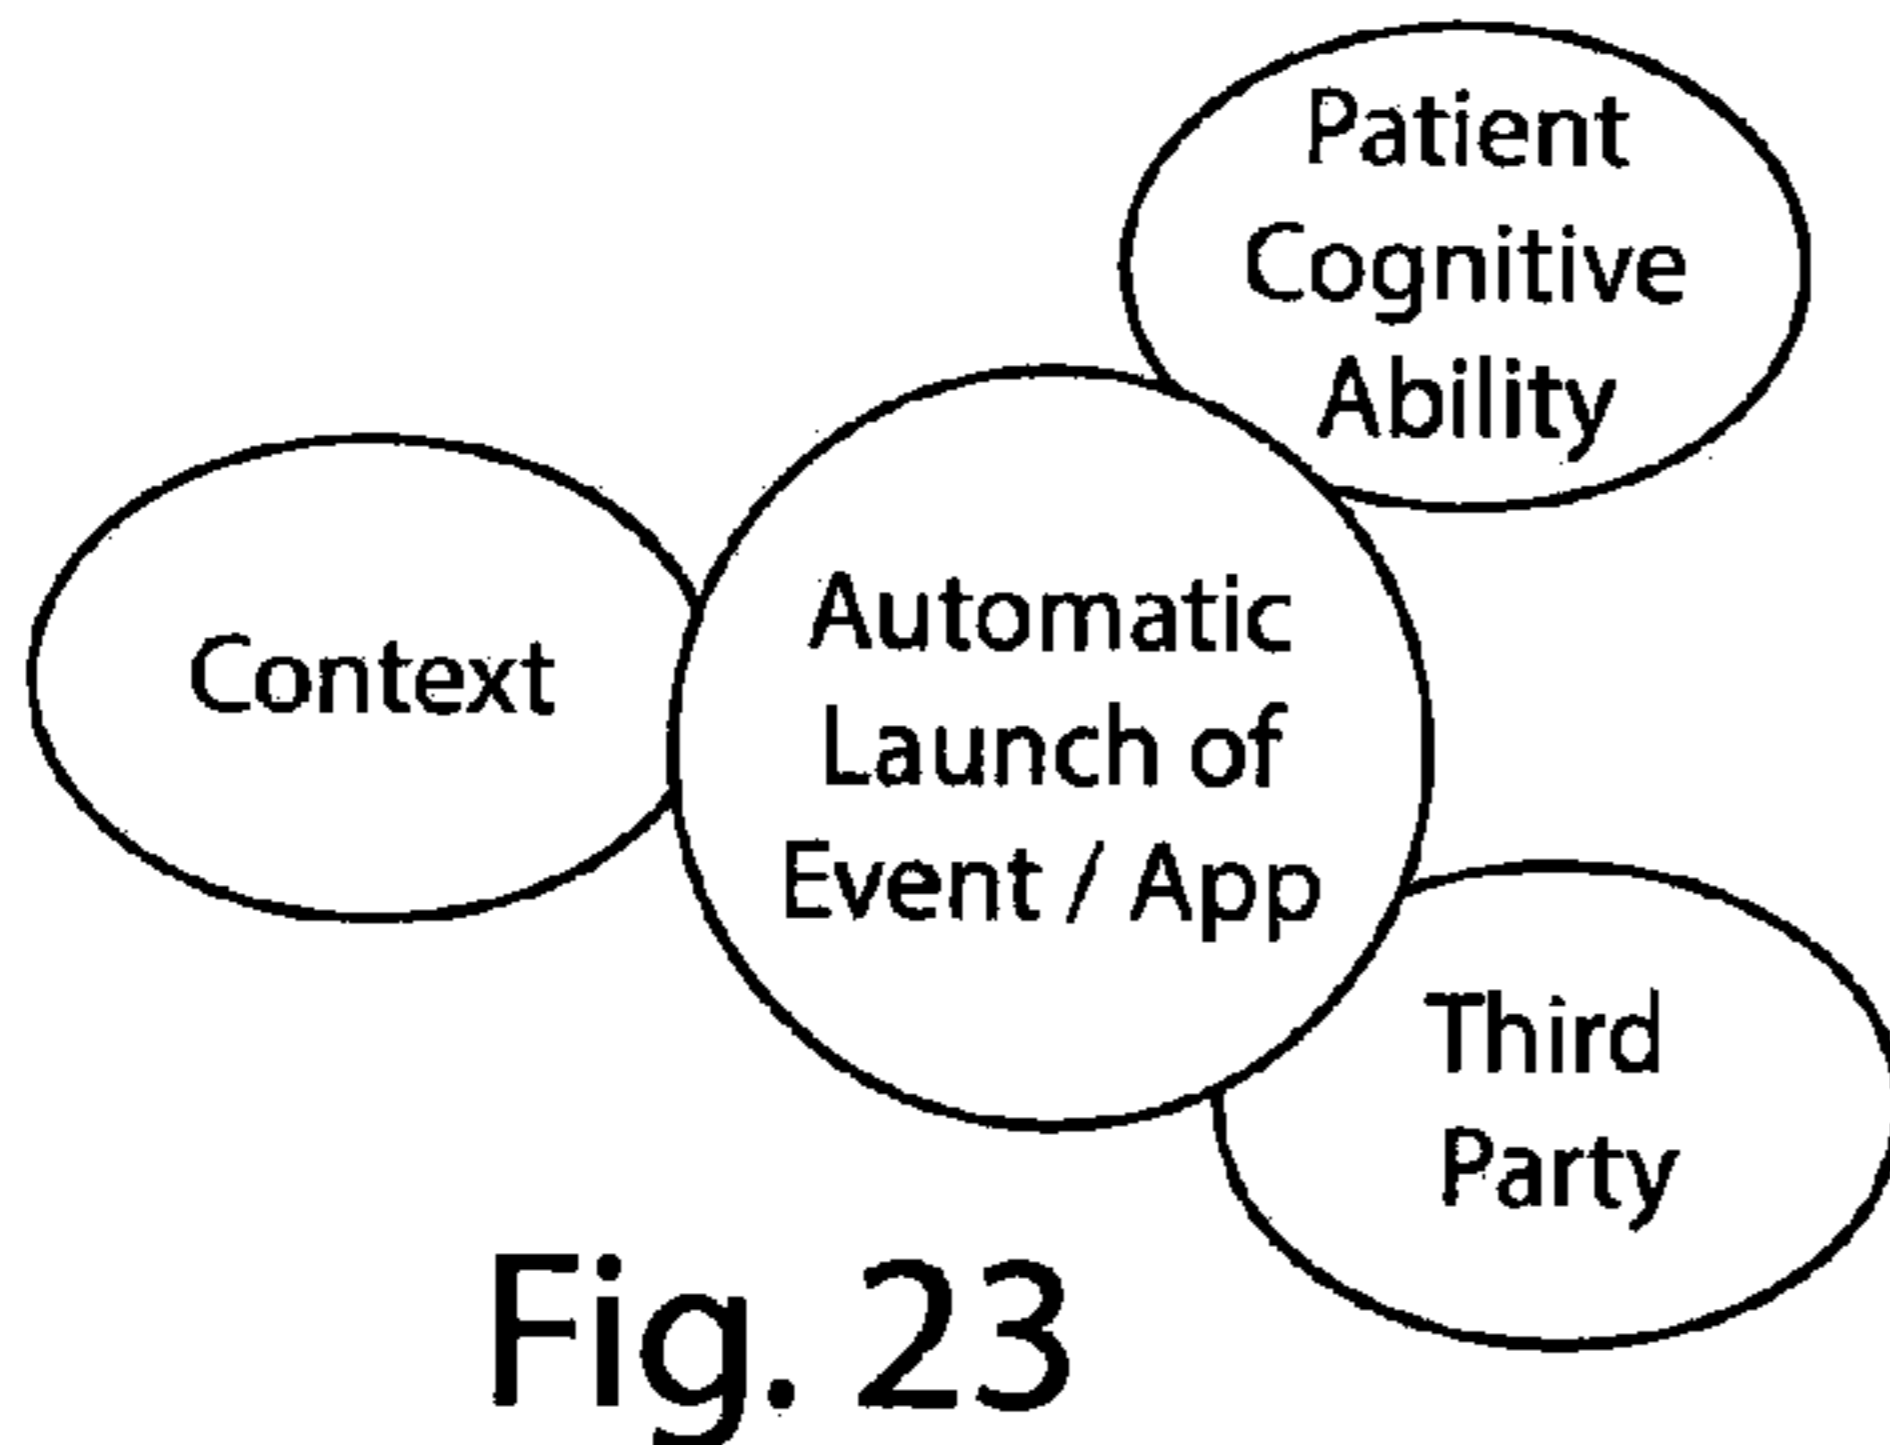 Patient
Cognitive
Ability
Context
Automatic
Launch of
Event / App
Third
Party
Fig. 23